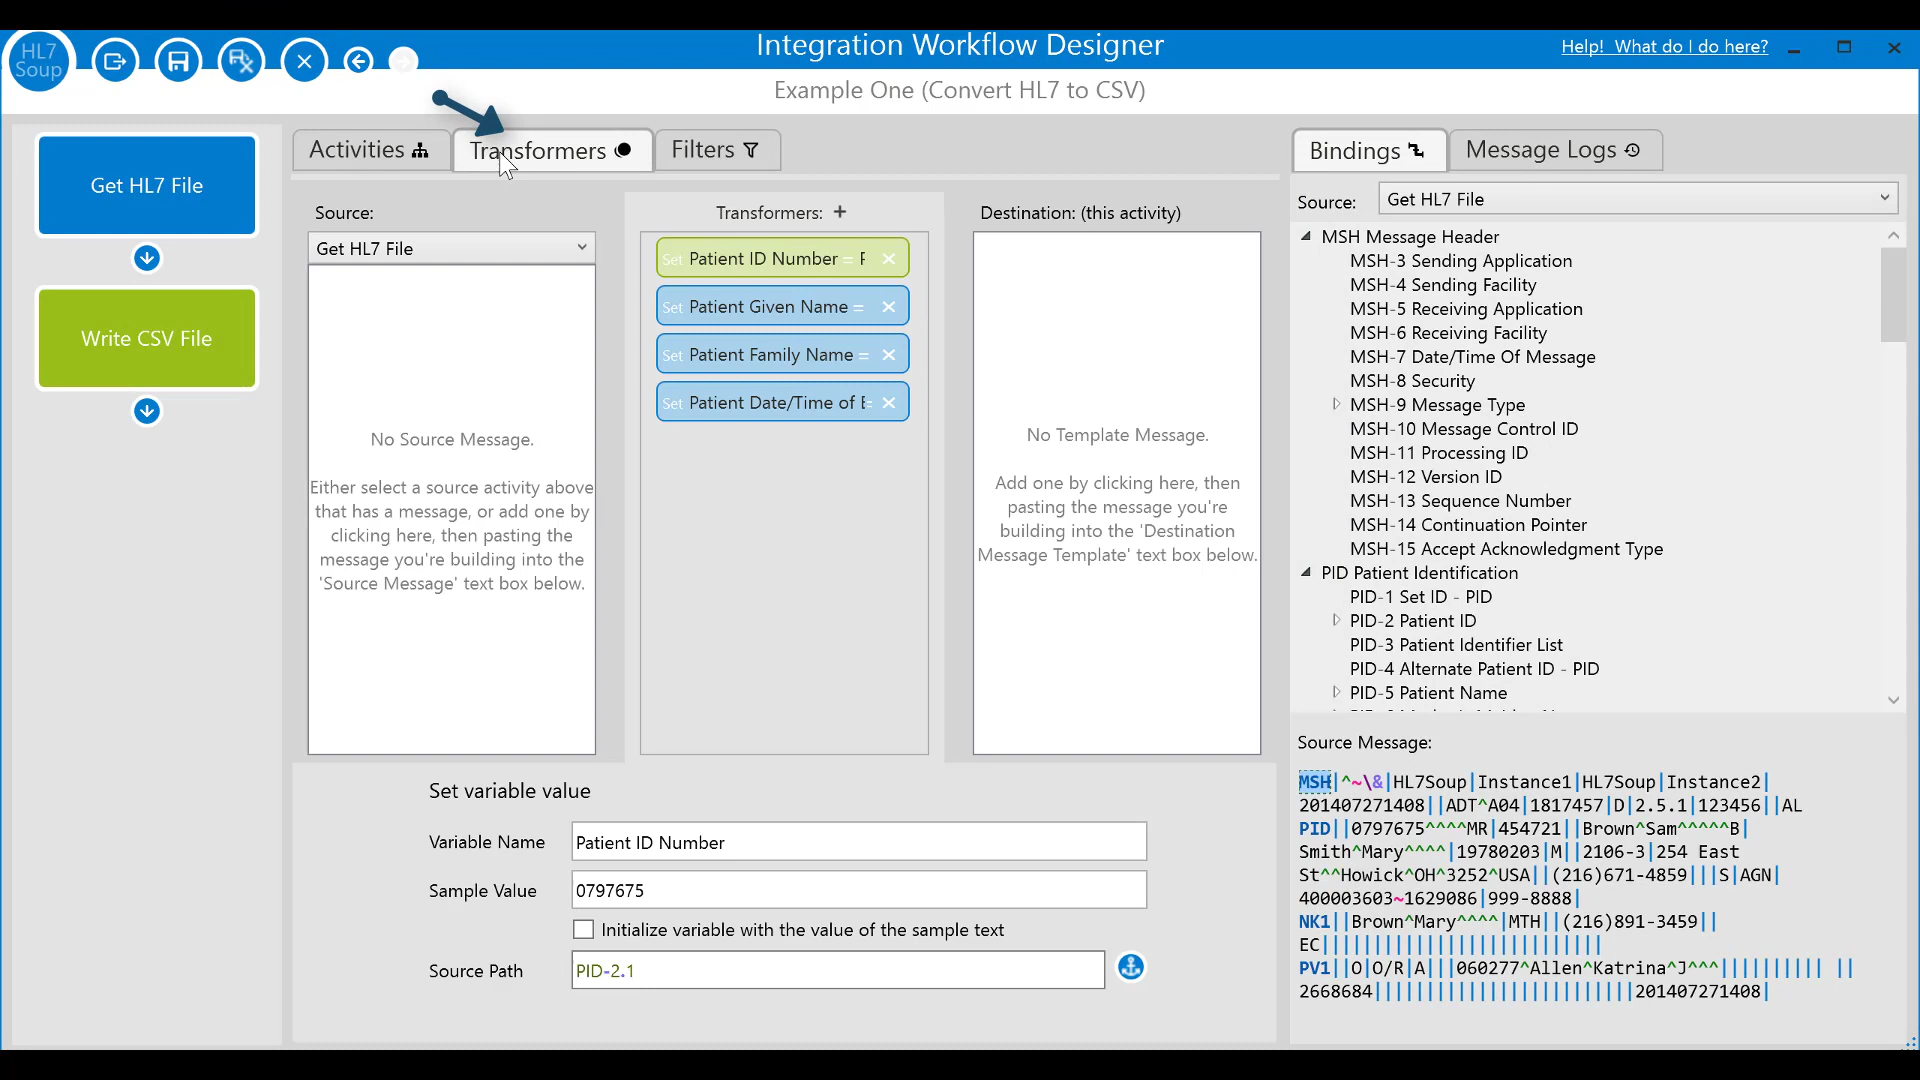 HL7
Soup
Integration Workflow Designer
Help! What do I do here?
Example One (Convert HL7 to CSV)
Get HL7 File
Write CSV File
Activities
Transformers
Filters
Source:
Get HL7 File
No Source Message.
Either select a source activity above
that has a message, or add one by
clicking here, then pasting the
message you're building into the
'Source Message' text box below.
Transformers: +
Set Patient ID Number =
Set Patient Given Name =
Set Patient Family Name =
Set Patient Date/Time of
Destination: (this activity)
No Template Message.
Add one by clicking here, then
pasting the message you're
building into the 'Destination
Message Template' text box below.
Set variable value
Variable Name
Patient ID Number
Sample Value
0797675
Initialize variable with the value of the sample text
Source Path
PID-2.1
Bindings
Message Logs
Source:
Get HL7 File
MSH Message Header
MSH-3 Sending Application
MSH-4 Sending Facility
MSH-5 Receiving Application
MSH-6 Receiving Facility
MSH-7 Date/Time Of Message
MSH-8 Security
MSH-9 Message Type
MSH-10 Message Control ID
MSH-11 Processing ID
MSH-12 Version ID
MSH-13 Sequence Number
MSH-14 Continuation Pointer
MSH-15 Accept Acknowledgment Type
PID Patient Identification
PID-1 Set ID - PID
PID-2 Patient ID
PID-3 Patient Identifier List
PID-4 Alternate Patient ID - PID
PID-5 Patient Name
Source Message:
MSH|^~\&|HL7Soup|Instance1|HL7Soup|Instance2|
201407271408||ADT^A04|1817457|D|2.5.1|123456||AL
PID||0797675^^^^MR|454721||Brown^Sam^^^^^B|
Smith^Mary^^^^|19780203|M||2106-3|254 East
St^^Howick^OH^3252^USA||(216)671-4859|||S|AGN|
400003603~1629086|999-8888|
NK1||Brown^Mary^^^^|MTH||(216)891-3459||
EC|||||||||||||||||||||||||||
PV1||O|O/R|A|||060277^Allen^Katrina^J^^^|||||||||| ||
2668684|||||||||||||||||||||||||201407271408|